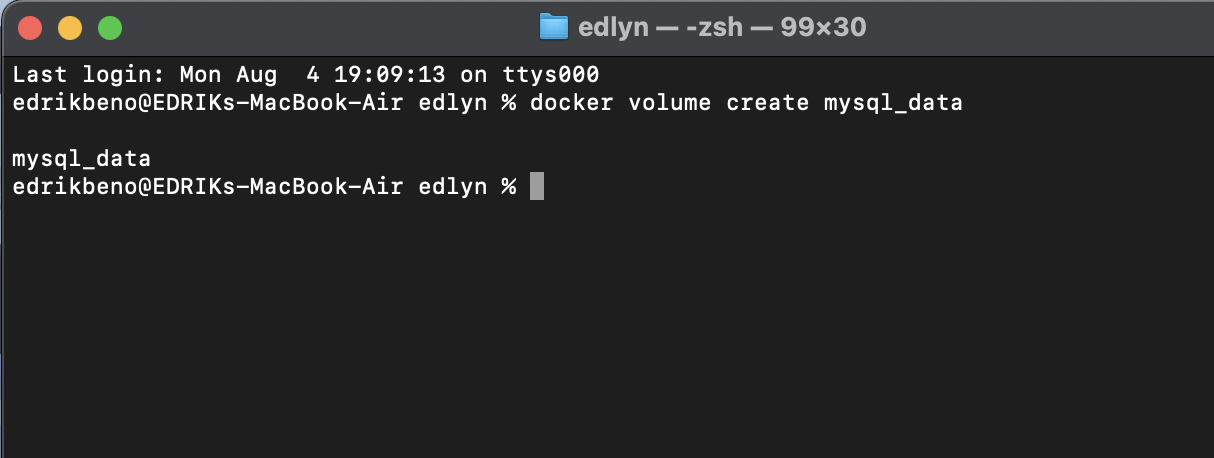 edlyn — -zsh — 99×30
Last login: Mon Aug  4 19:09:13 on ttys000
edrikbeno@EDRIKs-MacBook-Air edlyn % docker volume create mysql_data
mysql_data
edrikbeno@EDRIKs-MacBook-Air edlyn %